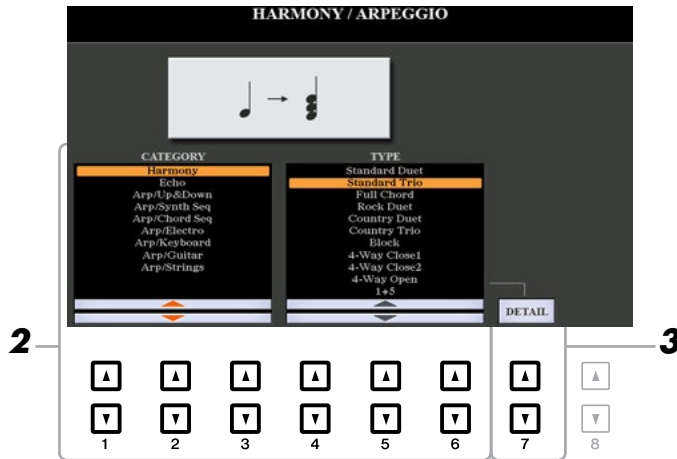 HARMONY / ARPEGGIO
CATEGORY
Harmony
Echo
Arp/Up&Down
Arp/Synth Seq
Arp/Chord Seq
Arp/Electro
Arp/Keyboard
Arp/Guitar
Arp/Strings
TYPE
Standard Duet
Standard Trio
Full Chord
Rock Duet
Country Duet
Country Trio
Block
4-Way Close1
4-Way Close2
4-Way Open
1+5
DETAIL
2
3
1 2 3 4 5 6 7 8